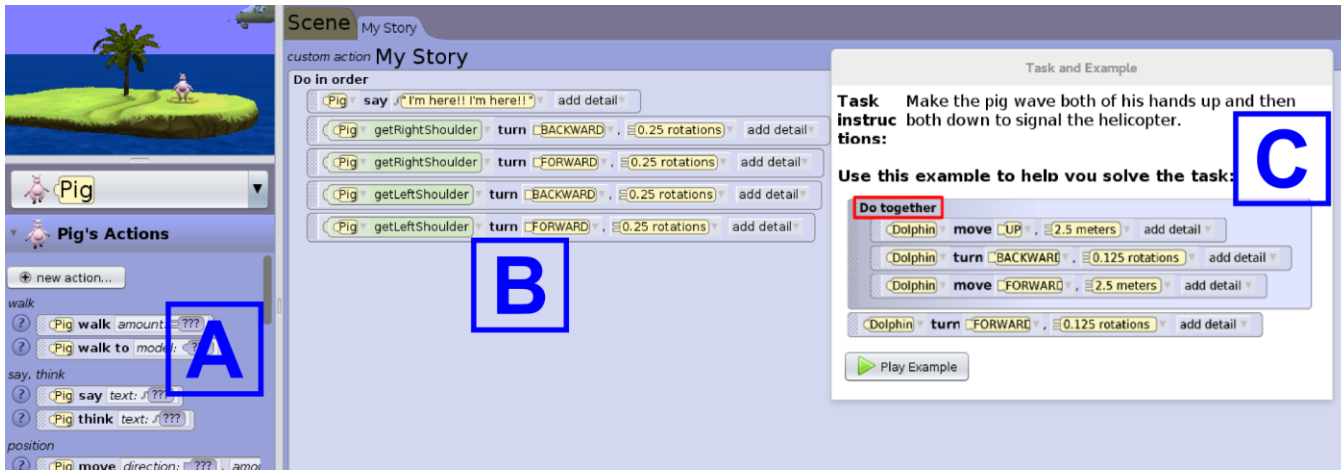 Scene My Story
custom action My Story
Do in order
Pig say "I'm here!! I'm here!!" add detail
Pig getRightShoulder turn BACKWARD , 0.25 rotations add detail
Pig getRightShoulder turn FORWARD , 0.25 rotations add detail
Pig getLeftShoulder turn BACKWARD , 0.25 rotations add detail
Pig getLeftShoulder turn FORWARD , 0.25 rotations add detail
B
Pig
Pig's Actions
new action...
walk
? Pig walk amount: ???
? Pig walk to model:
say, think
? Pig say text: ???
? Pig think text: ???
position
? Pig move direction: ??? ,
A
Task and Example
Task instruc tions:
Make the pig wave both of his hands up and then
both down to signal the helicopter.
C
Use this example to help you solve the task:
Do together
Dolphin move UP , 2.5 meters add detail
Dolphin turn BACKWARD , 0.125 rotations add detail
Dolphin move FORWARD , 2.5 meters add detail
Dolphin turn FORWARD , 0.125 rotations add detail
Play Example